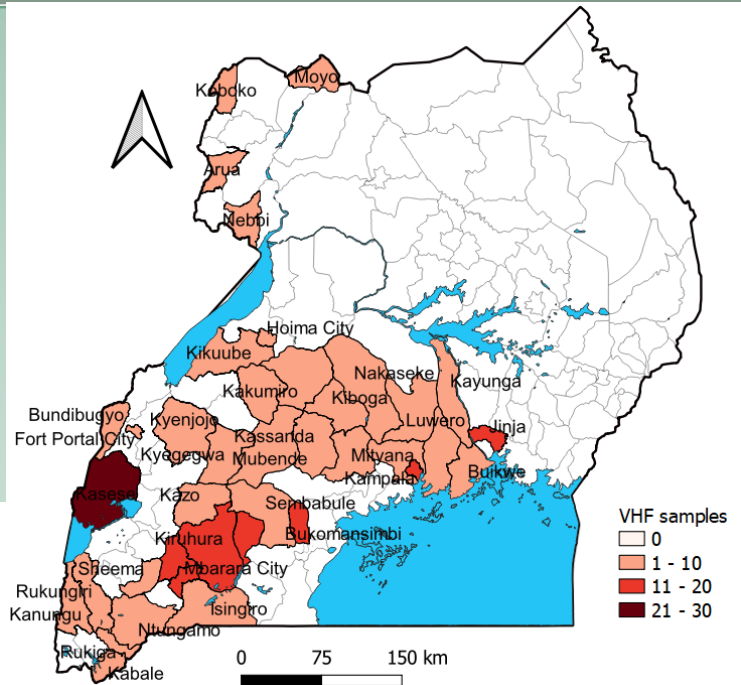 Moyo
Koboko
Arua
Nebbi
Hoima City
Kikuube
Nakaseke
Kakumiro
Kiboga
Kayunga
Bundibugyo
Kyenjojo
Luwero
Fort Portal City
Kassanda
Jinja
Kyegegwa
Mubende
Mityana
Kampala
Buikwe
Kasese
Kazo
Sembabule
Bukomansimbi
Kiruhura
Sheema
Mbarara City
Rukungiri
Kanungu
Isingiro
Ntungamo
Rukiga
Kabale
VHF samples
0
1 - 10
11 - 20
21 - 30
0 75 150 km